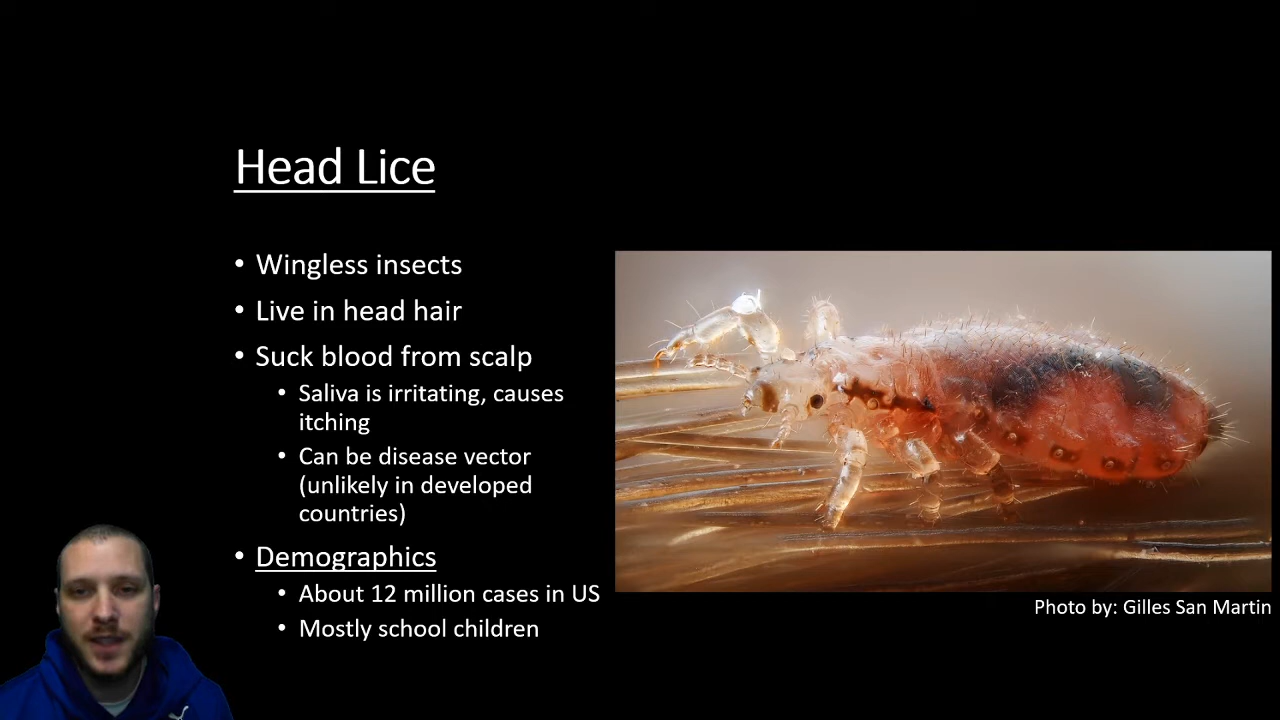 Head Lice
• Wingless insects
• Live in head hair
• Suck blood from scalp
• Saliva is irritating, causes
itching
• Can be disease vector
(unlikely in developed
countries)
• Demographics
• About 12 million cases in US
• Mostly school children
Photo by: Gilles San Martin